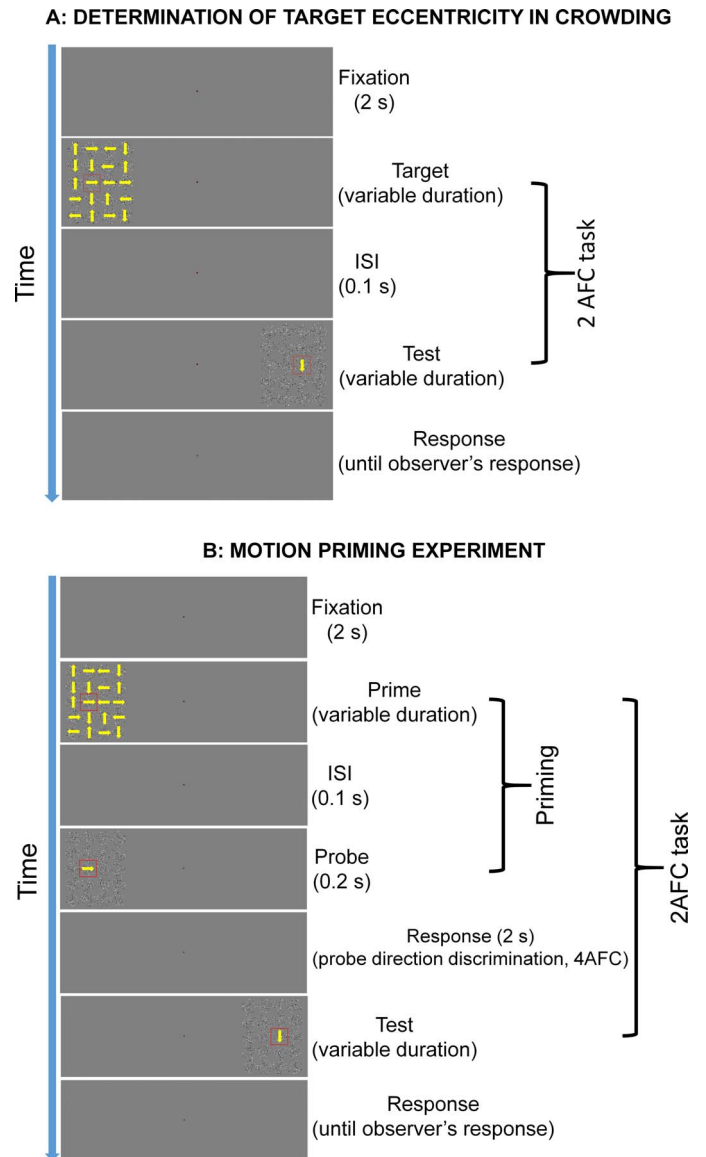 A: DETERMINATION OF TARGET ECCENTRICITY IN CROWDING
Time
Fixation
(2 s)
Target
(variable duration)
ISI
(0.1 s)
Test
(variable duration)
Response
(until observer's response)
2 AFC task
B: MOTION PRIMING EXPERIMENT
Time
Fixation
(2 s)
Prime
(variable duration)
ISI
(0.1 s)
Probe
(0.2 s)
Response (2 s)
(probe direction discrimination, 4AFC)
Test
(variable duration)
Response
(until observer's response)
Priming
2AFC task